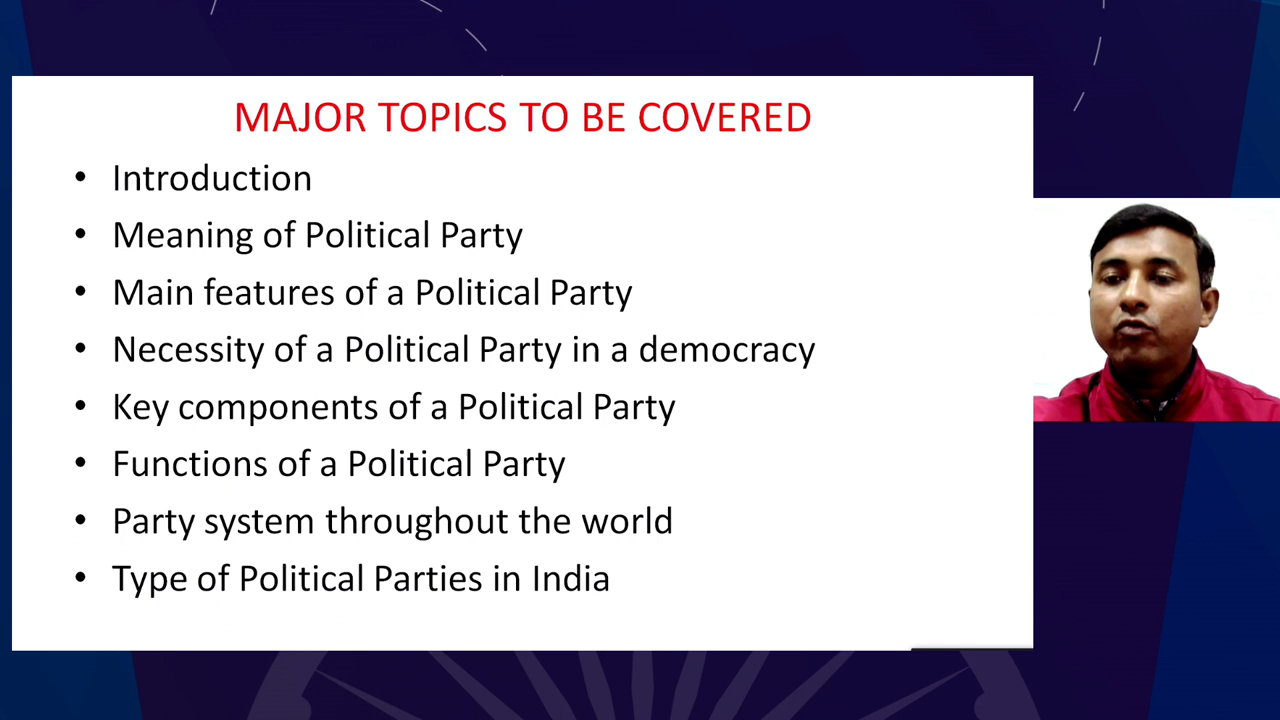 MAJOR TOPICS TO BE COVERED
• Introduction
• Meaning of Political Party
• Main features of a Political Party
• Necessity of a Political Party in a democracy
• Key components of a Political Party
• Functions of a Political Party
• Party system throughout the world
• Type of Political Parties in India